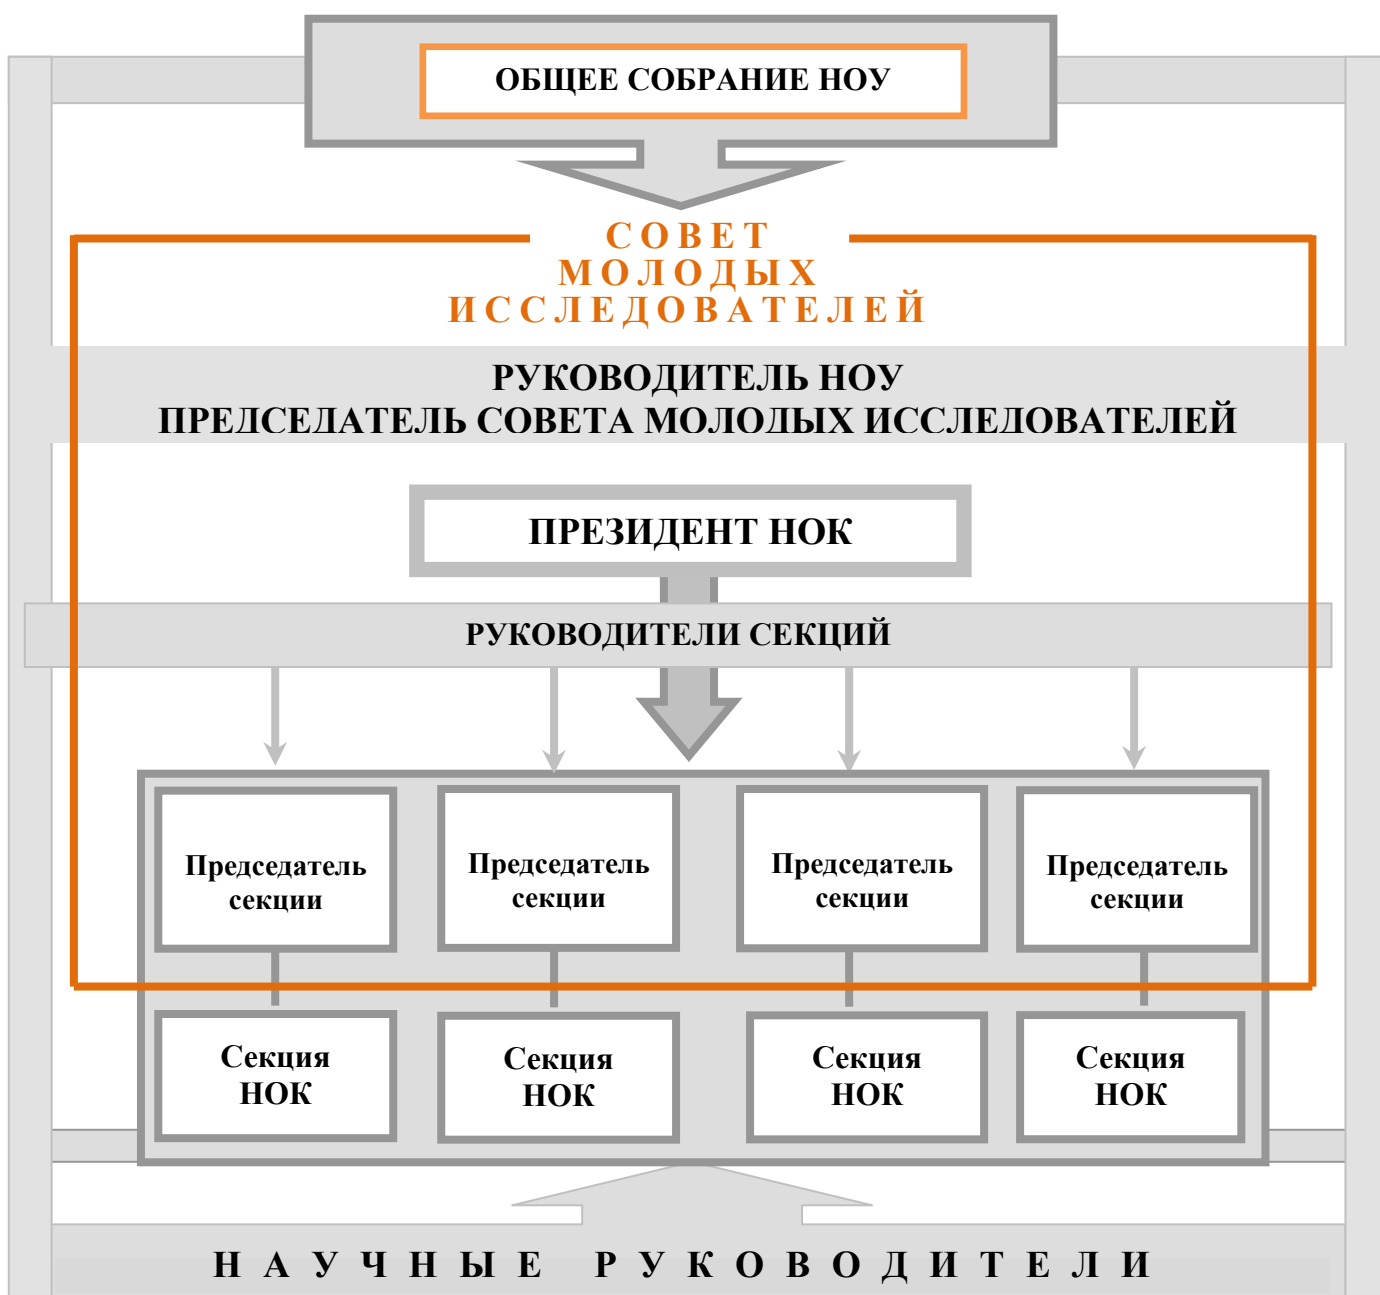 ОБЩЕЕ СОБРАНИЕ НОУ
СОВЕТ
МОЛОДЫХ
ИССЛЕДОВАТЕЛЕЙ
РУКОВОДИТЕЛЬ НОУ
ПРЕДСЕДАТЕЛЬ СОВЕТА МОЛОДЫХ ИССЛЕДОВАТЕЛЕЙ
ПРЕЗИДЕНТ НОК
РУКОВОДИТЕЛИ СЕКЦИЙ
Председатель
секции
Председатель
секции
Председатель
секции
Председатель
секции
Секция
НОК
Секция
НОК
Секция
НОК
Секция
НОК
НАУЧНЫЕ РУКОВОДИТЕЛИ